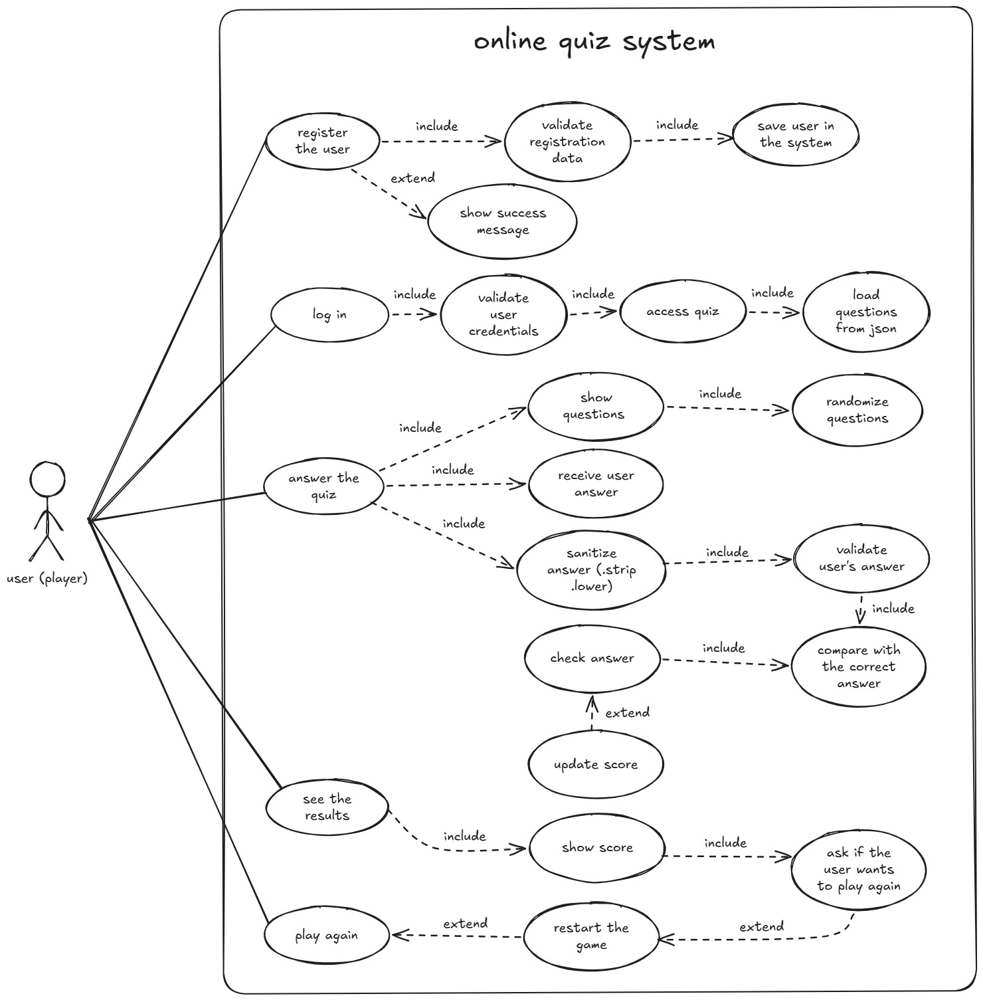 online quiz system
register
the user
include
validate
registration
data
include
save user in
the system
extend
show success
message
log in
include
validate
user
credentials
include
access quiz
include
load
questions
from json
answer the
quiz
include
show
questions
include
randomize
questions
include
receive user
answer
include
sanitize
answer (.strip
.lower)
include
validate
user's answer
include
user (player)
check answer
include
compare with
the correct
answer
extend
update score
see the
results
include
show score
include
ask if the
user wants
to play again
extend
restart the
game
extend
play again